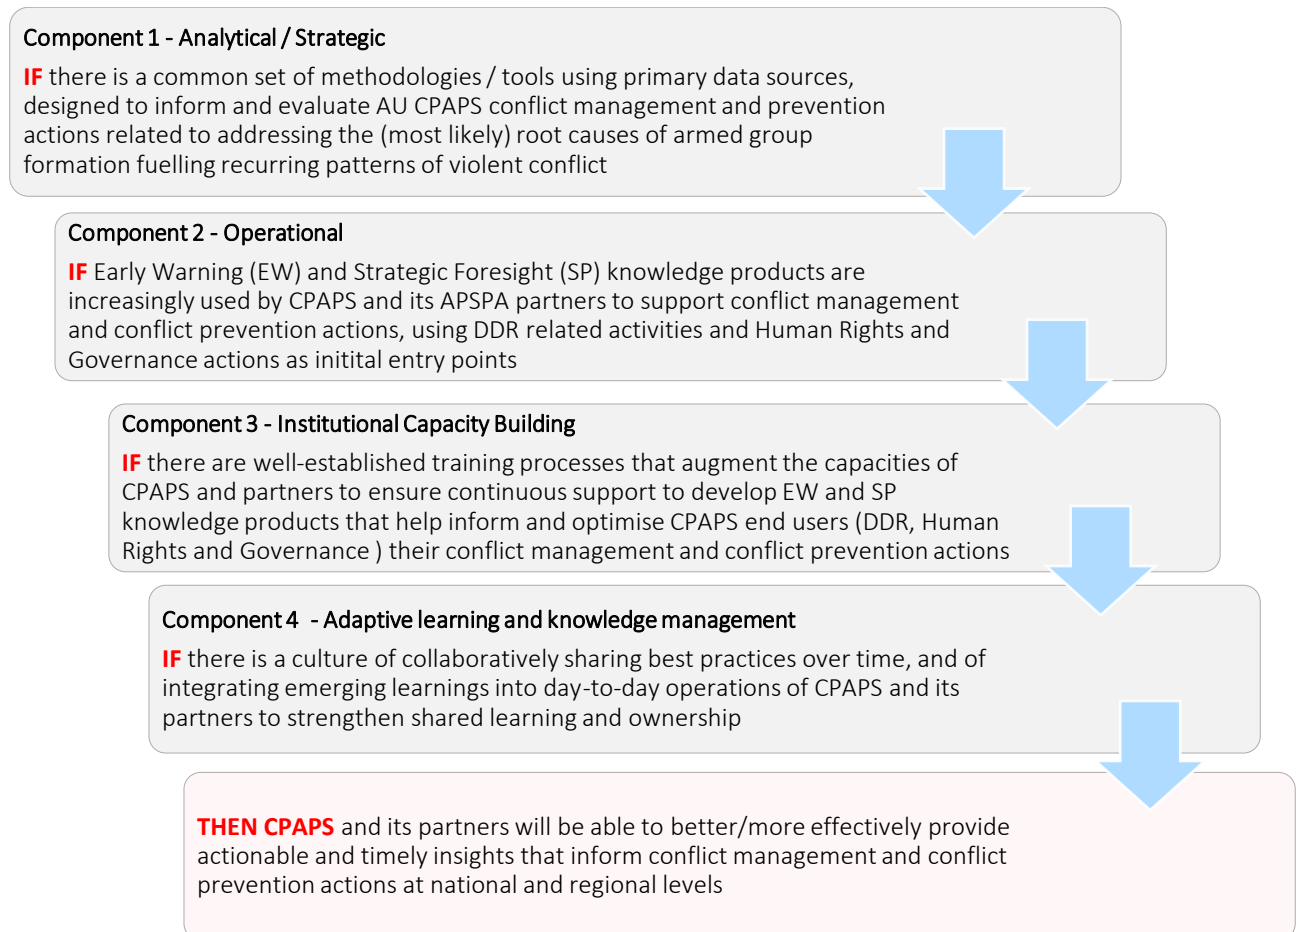 Component 1 - Analytical / Strategic
IF there is a common set of methodologies / tools using primary data sources,
designed to inform and evaluate AU CPAPS conflict management and prevention
actions related to addressing the (most likely) root causes of armed group
formation fuelling recurring patterns of violent conflict
Component 2 - Operational
IF Early Warning (EW) and Strategic Foresight (SP) knowledge products are
increasingly used by CPAPS and its APSPA partners to support conflict management
and conflict prevention actions, using DDR related activities and Human Rights and
Governance actions as initital entry points
Component 3 - Institutional Capacity Building
IF there are well-established training processes that augment the capacities of
CPAPS and partners to ensure continuous support to develop EW and SP
knowledge products that help inform and optimise CPAPS end users (DDR, Human
Rights and Governance ) their conflict management and conflict prevention actions
Component 4  - Adaptive learning and knowledge management
IF there is a culture of collaboratively sharing best practices over time, and of
integrating emerging learnings into day-to-day operations of CPAPS and its
partners to strengthen shared learning and ownership
THEN CPAPS and its partners will be able to better/more effectively provide
actionable and timely insights that inform conflict management and conflict
prevention actions at national and regional levels